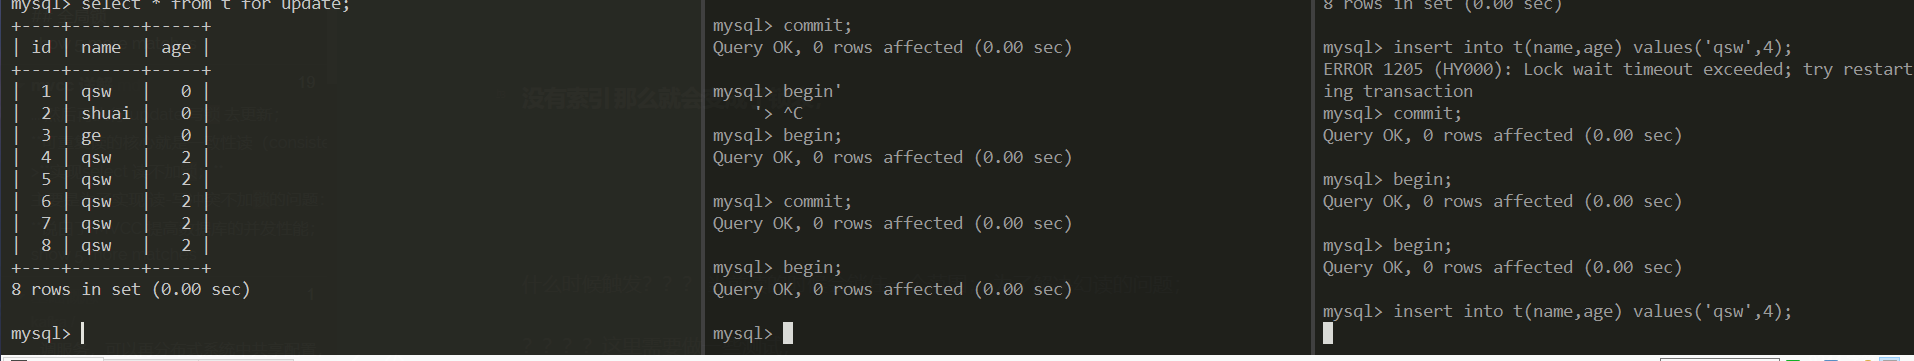 mysql> select * from t for update;
+----+-------+-----+
| id | name  | age |
+----+-------+-----+
|  1 | qsw   |   0 |
|  2 | shuai |   0 |
|  3 | ge    |   0 |
|  4 | qsw   |   2 |
|  5 | qsw   |   2 |
|  6 | qsw   |   2 |
|  7 | qsw   |   2 |
|  8 | qsw   |   2 |
+----+-------+-----+
8 rows in set (0.00 sec)
mysql>
mysql> commit;
Query OK, 0 rows affected (0.00 sec)
mysql> begin'
    '> ^C
mysql> begin;
Query OK, 0 rows affected (0.00 sec)
mysql> commit;
Query OK, 0 rows affected (0.00 sec)
mysql> begin;
Query OK, 0 rows affected (0.00 sec)
mysql>
8 rows in set (0.00 sec)
mysql> insert into t(name,age) values('qsw',4);
ERROR 1205 (HY000): Lock wait timeout exceeded; try restart
ing transaction
mysql> commit;
Query OK, 0 rows affected (0.00 sec)
mysql> begin;
Query OK, 0 rows affected (0.00 sec)
mysql> begin;
Query OK, 0 rows affected (0.00 sec)
mysql> insert into t(name,age) values('qsw',4);